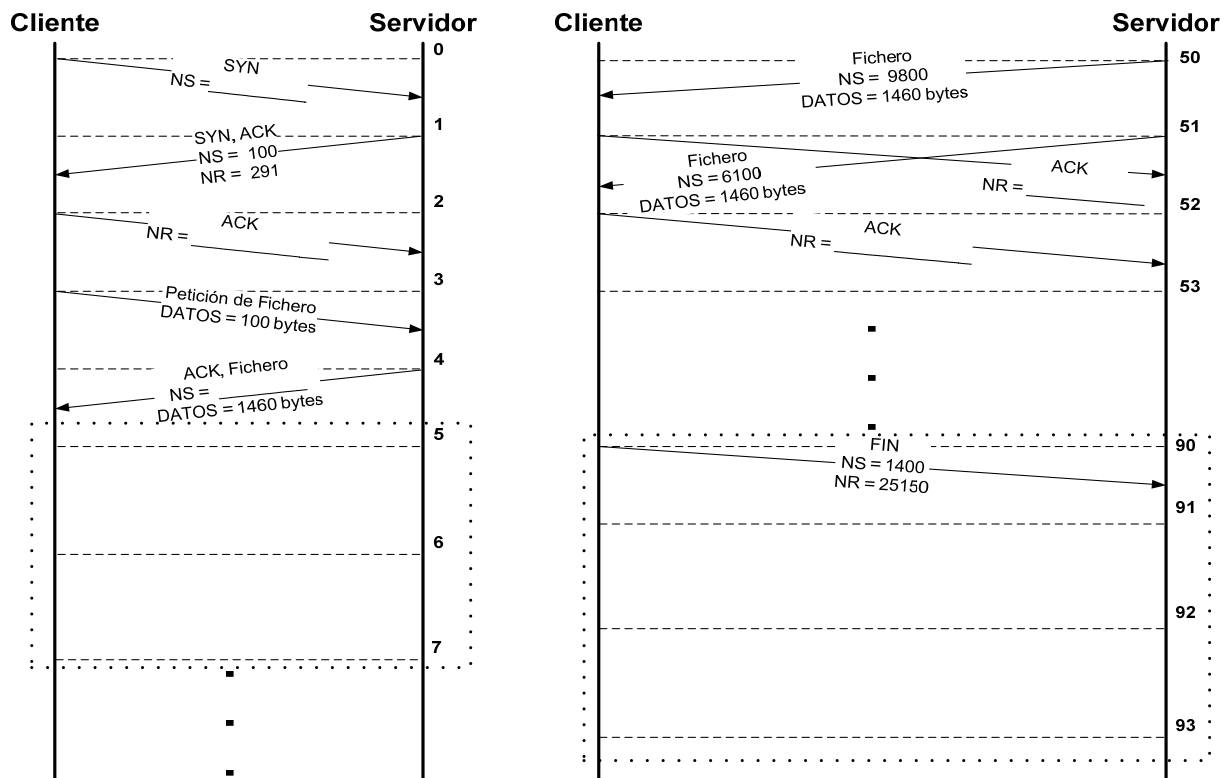 Cliente
Servidor
0
SYN
NS =
1
SYN, ACK
NS = 100
NR = 291
2
ACK
NR =
3
Petición de Fichero
DATOS = 100 bytes
4
ACK, Fichero
NS =
DATOS = 1460 bytes
5
6
7
Cliente
Servidor
50
Fichero
NS = 9800
DATOS = 1460 bytes
51
Fichero
NS = 6100
DATOS = 1460 bytes
ACK
NR =
52
ACK
NR =
53
90
FIN
NS = 1400
NR = 25150
91
92
93